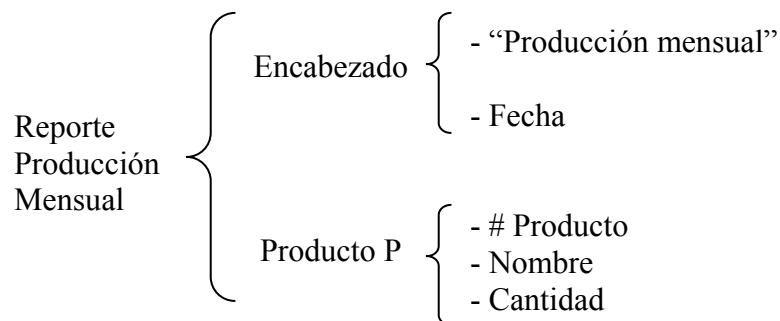 Reporte
Producción
Mensual
Encabezado
- “Producción mensual”
- Fecha
Producto P
- # Producto
- Nombre
- Cantidad